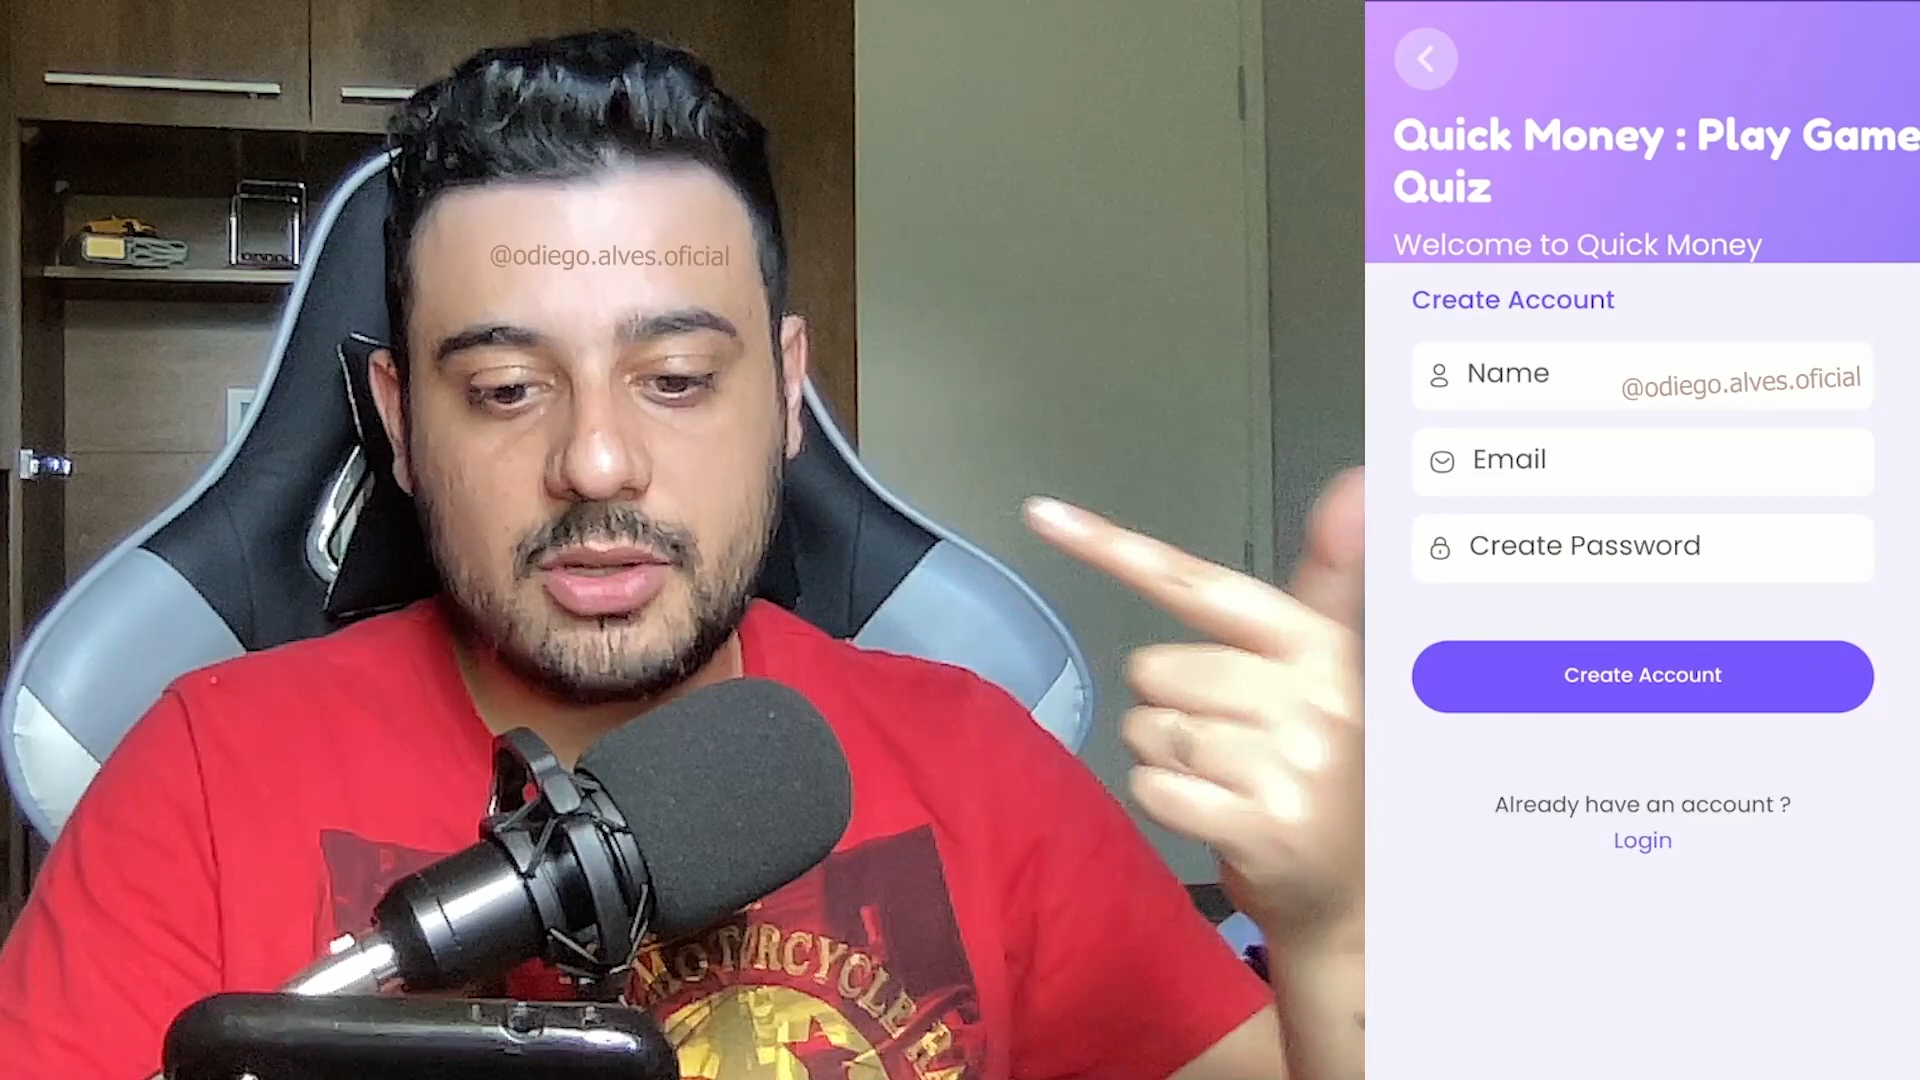 @odiego.alves.oficial
MOTORCYCLE
Quick Money : Play Game
Quiz
Welcome to Quick Money
Create Account
Name
@odiego.alves.oficial
Email
Create Password
Create Account
Already have an account ?
Login